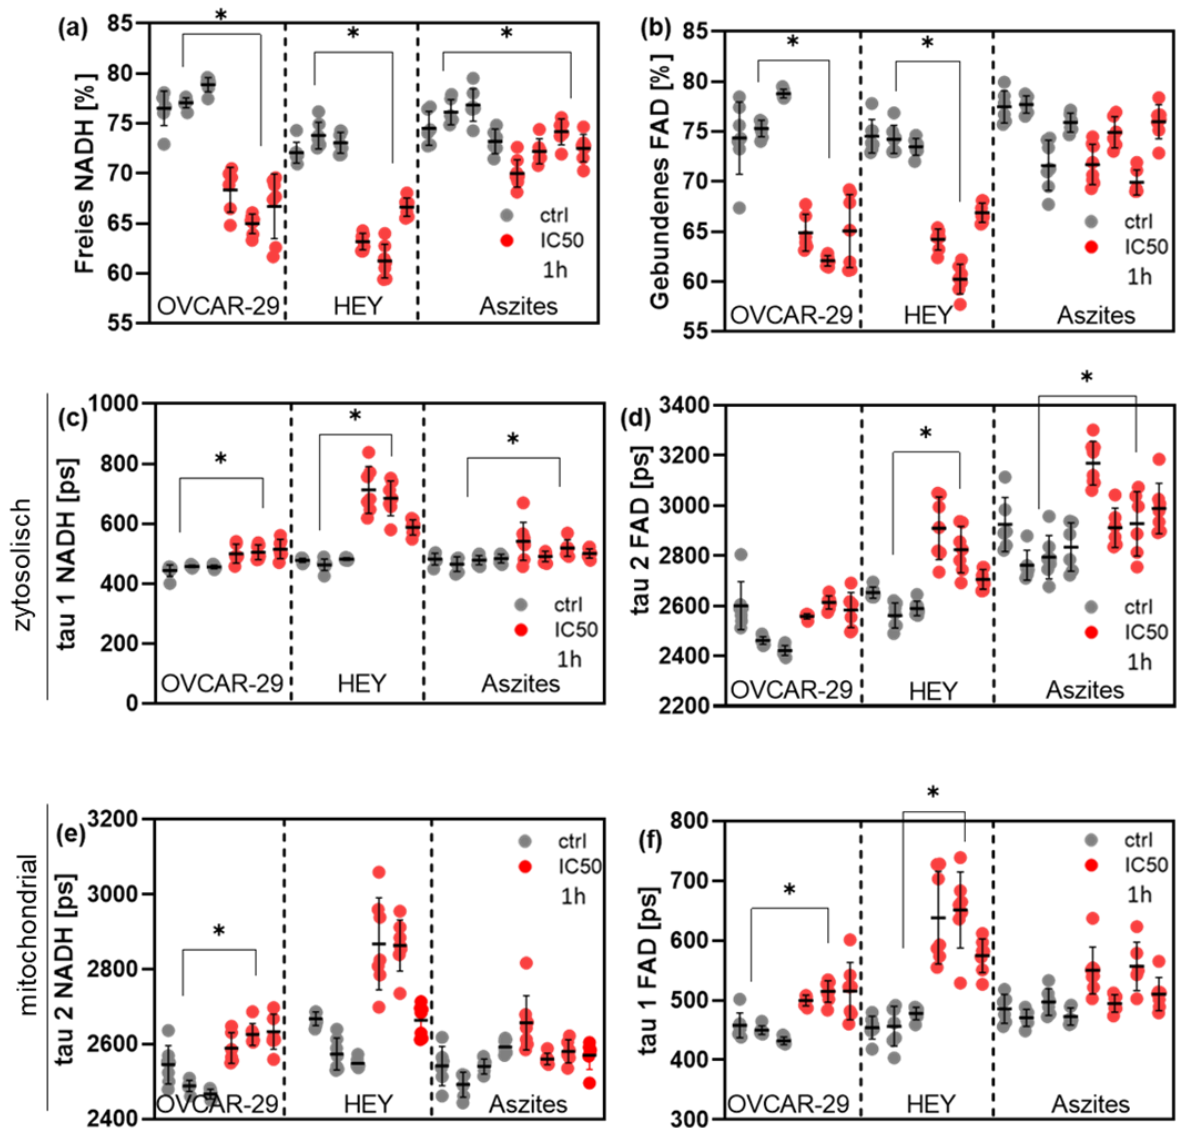 (a)
*
*
*
Freies NADH [%]
85
80
75
70
65
60
55
ctrl
IC50
1h
OVCAR-29
HEY
Aszites
(b)
*
*
Gebundenes FAD [%]
85
80
75
70
65
60
55
ctrl
IC50
1h
OVCAR-29
HEY
Aszites
zytosolisch
(c)
*
*
*
tau 1 NADH [ps]
1000
800
600
400
200
0
ctrl
IC50
1h
OVCAR-29
HEY
Aszites
(d)
*
*
tau 2 FAD [ps]
3400
3200
3000
2800
2600
2400
2200
ctrl
IC50
1h
OVCAR-29
HEY
Aszites
mitochondrial
(e)
*
tau 2 NADH [ps]
3200
3000
2800
2600
2400
ctrl
IC50
1h
OVCAR-29
HEY
Aszites
(f)
*
*
tau 1 FAD [ps]
800
700
600
500
400
300
ctrl
IC50
1h
OVCAR-29
HEY
Aszites